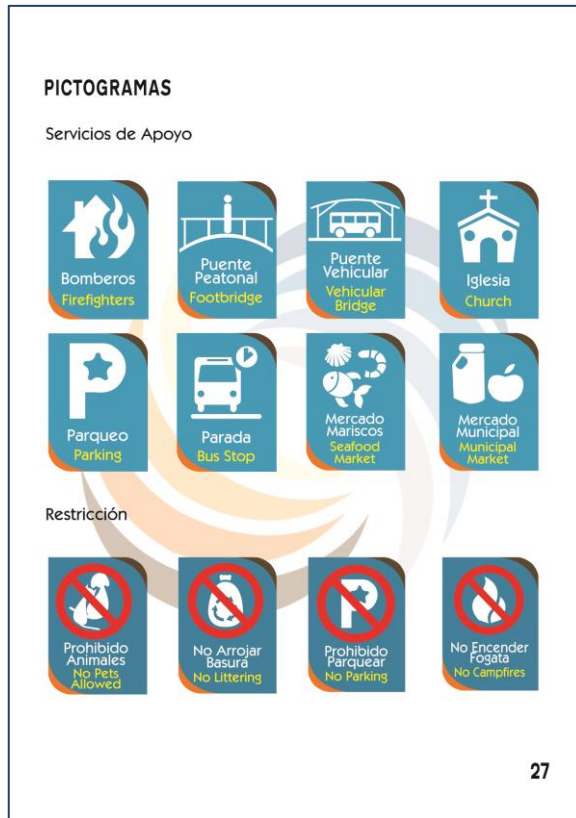 PICTOGRAMAS
Servicios de Apoyo
Bomberos
Firefighters
Puente
Peatonal
Footbridge
Puente
Vehicular
Vehicular
Bridge
Iglesia
Church
P
Parqueo
Parking
Parada
Bus Stop
Mercado
Mariscos
Seafood
Market
Mercado
Municipal
Municipal
Market
Restricción
Prohibido
Animales
No Pets
Allowed
No Arrojar
Basura
No Littering
P
Prohibido
Parquear
No Parking
No Encender
Fogata
No Campfires
27